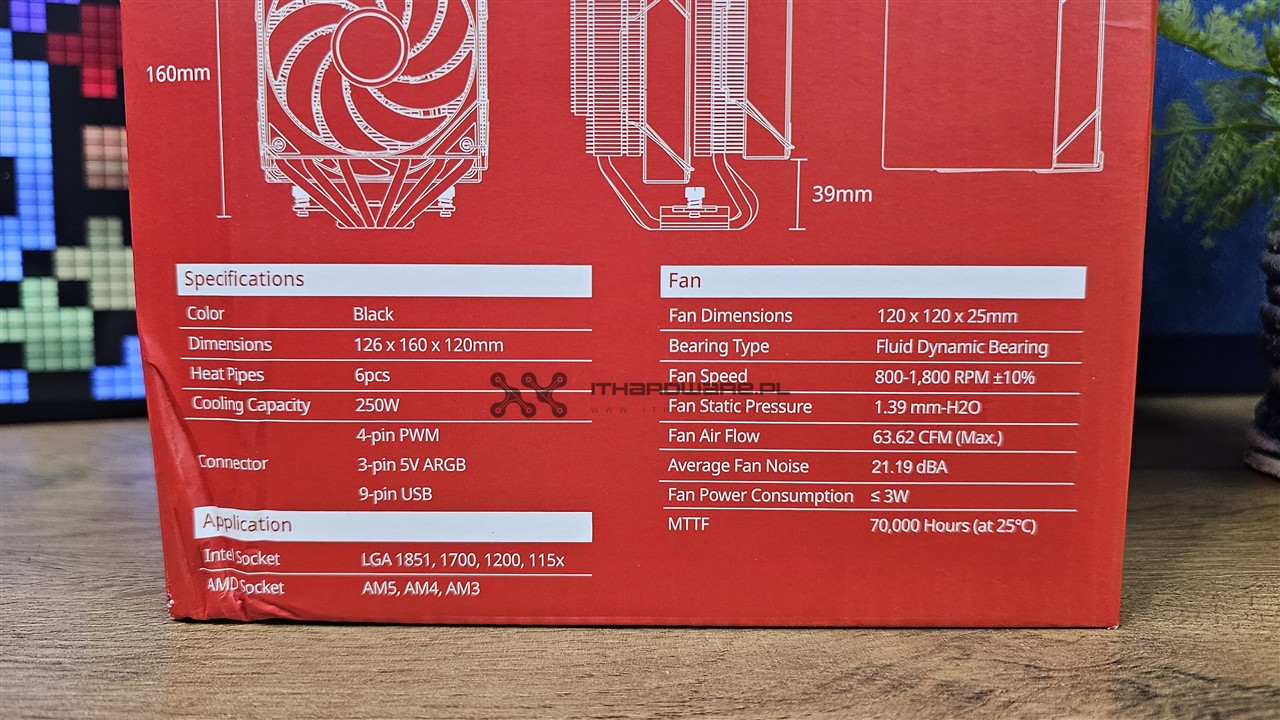 160mm
39mm
Specifications
Color Black
Dimensions 126 x 160 x 120mm
Heat Pipes 6pcs
Cooling Capacity 250W
Connector
4-pin PWM
3-pin 5V ARGB
9-pin USB
Application
Intel Socket LGA 1851, 1700, 1200, 115x
AMD Socket AM5, AM4, AM3
Fan
Fan Dimensions 120 x 120 x 25mm
Bearing Type Fluid Dynamic Bearing
Fan Speed 800-1,800 RPM ±10%
Fan Static Pressure 1.39 mm-H2O
Fan Air Flow 63.62 CFM (Max.)
Average Fan Noise 21.19 dBA
Fan Power Consumption ≤ 3W
MTTF 70,000 Hours (at 25℃)
ITHARDWARE.PL